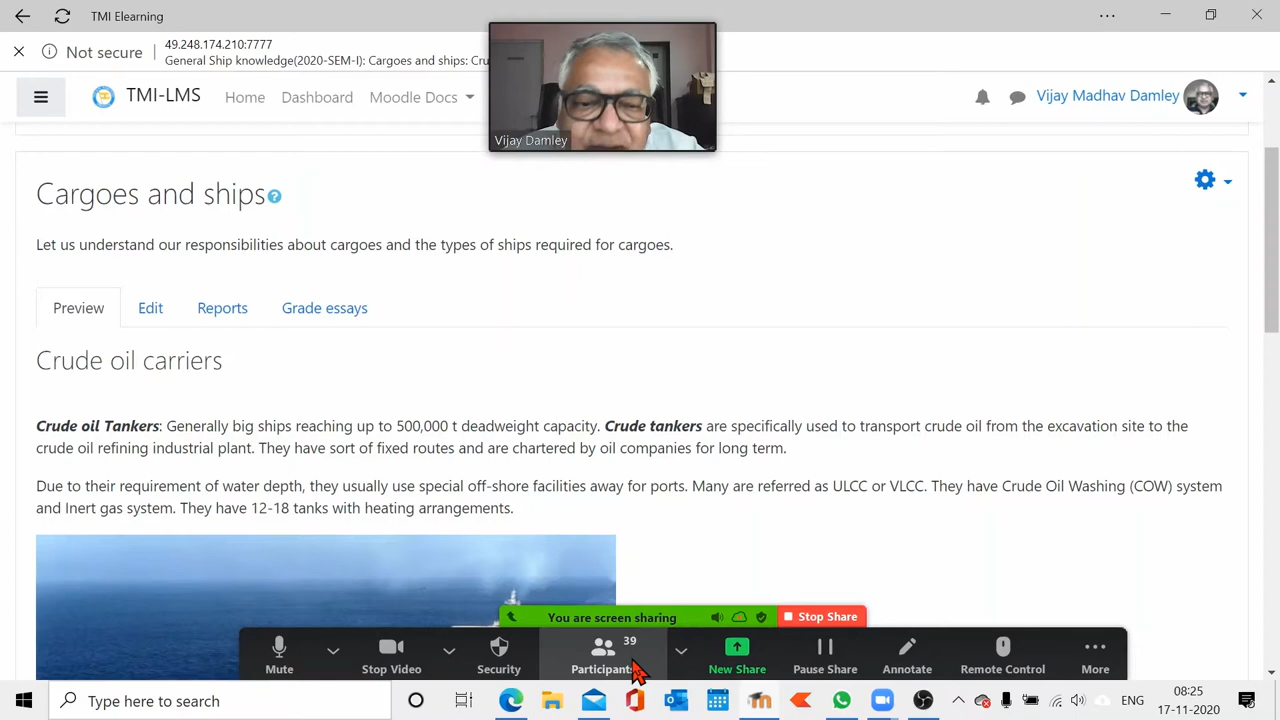 TMI Elearning
Not secure
49.248.174.210:7777
General Ship knowledge(2020-SEM-I): Cargoes and ships: Cru
TMI-LMS
Home
Dashboard
Moodle Docs
Vijay Madhav Damley
Vijay Damley
Cargoes and ships
Let us understand our responsibilities about cargoes and the types of ships required for cargoes.
Preview
Edit
Reports
Grade essays
Crude oil carriers
Crude oil Tankers: Generally big ships reaching up to 500,000 t deadweight capacity. Crude tankers are specifically used to transport crude oil from the excavation site to the
crude oil refining industrial plant. They have sort of fixed routes and are chartered by oil companies for long term.
Due to their requirement of water depth, they usually use special off-shore facilities away for ports. Many are referred as ULCC or VLCC. They have Crude Oil Washing (COW) system
and Inert gas system. They have 12-18 tanks with heating arrangements.
You are screen sharing
Stop Share
39
Mute
Stop Video
Security
Participants
New Share
Pause Share
Annotate
Remote Control
More
Type here to search
ENG
08:25
17-11-2020